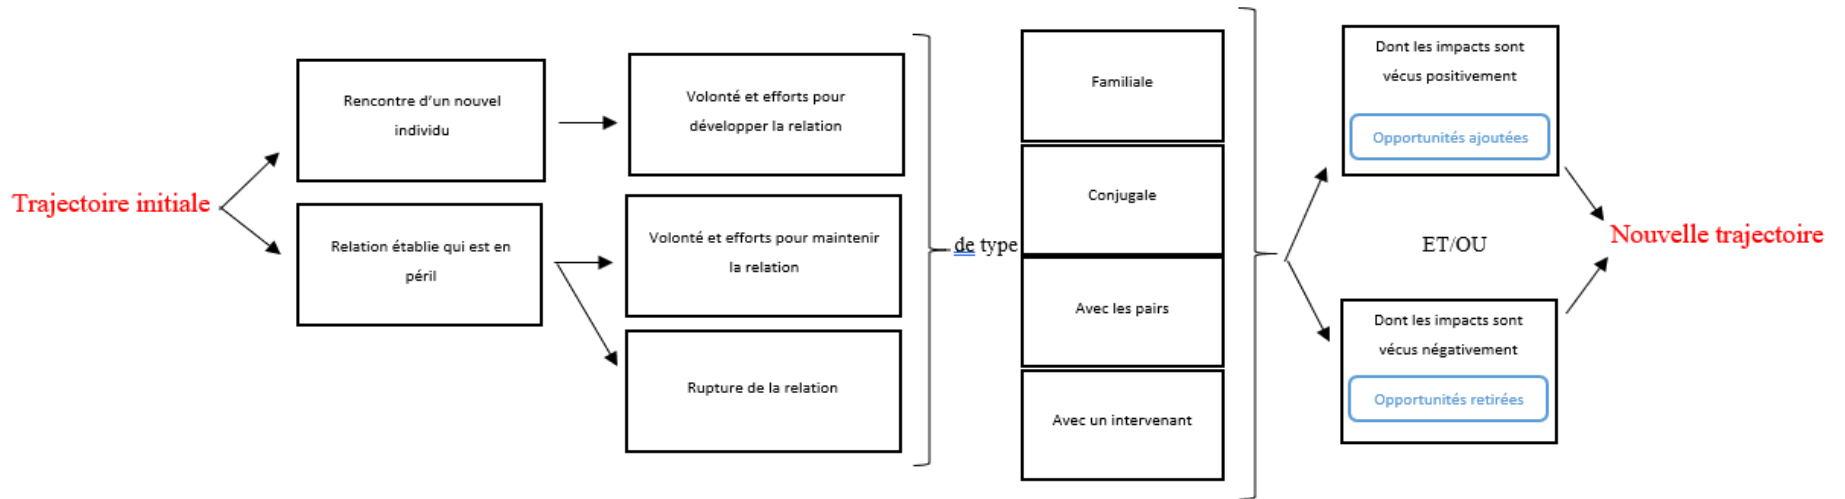 Trajectoire initiale
Rencontre d'un nouvel
individu
Relation établie qui est en
péril
Volonté et efforts pour
développer la relation
Volonté et efforts pour maintenir
la relation
Rupture de la relation
de type
Familiale
Conjugale
Avec les pairs
Avec un intervenant
Dont les impacts sont
vécus positivement
Opportunités ajoutées
ET/OU
Dont les impacts sont
vécus négativement
Opportunités retirées
Nouvelle trajectoire